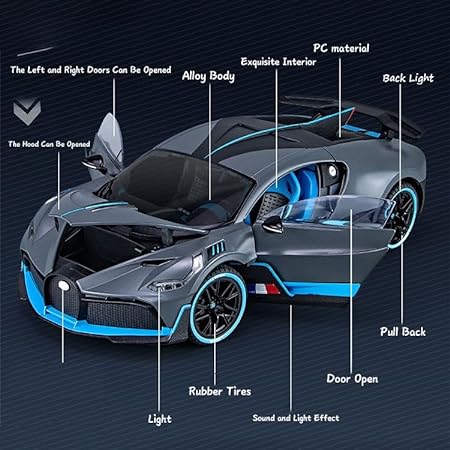 PC material
Exquisite Interior
The Left and Right Doors Can Be Opened
Alloy Body
Back Light
The Hood Can Be Opened
Pull Back
Door Open
Rubber Tires
Light
Sound and Light Effect